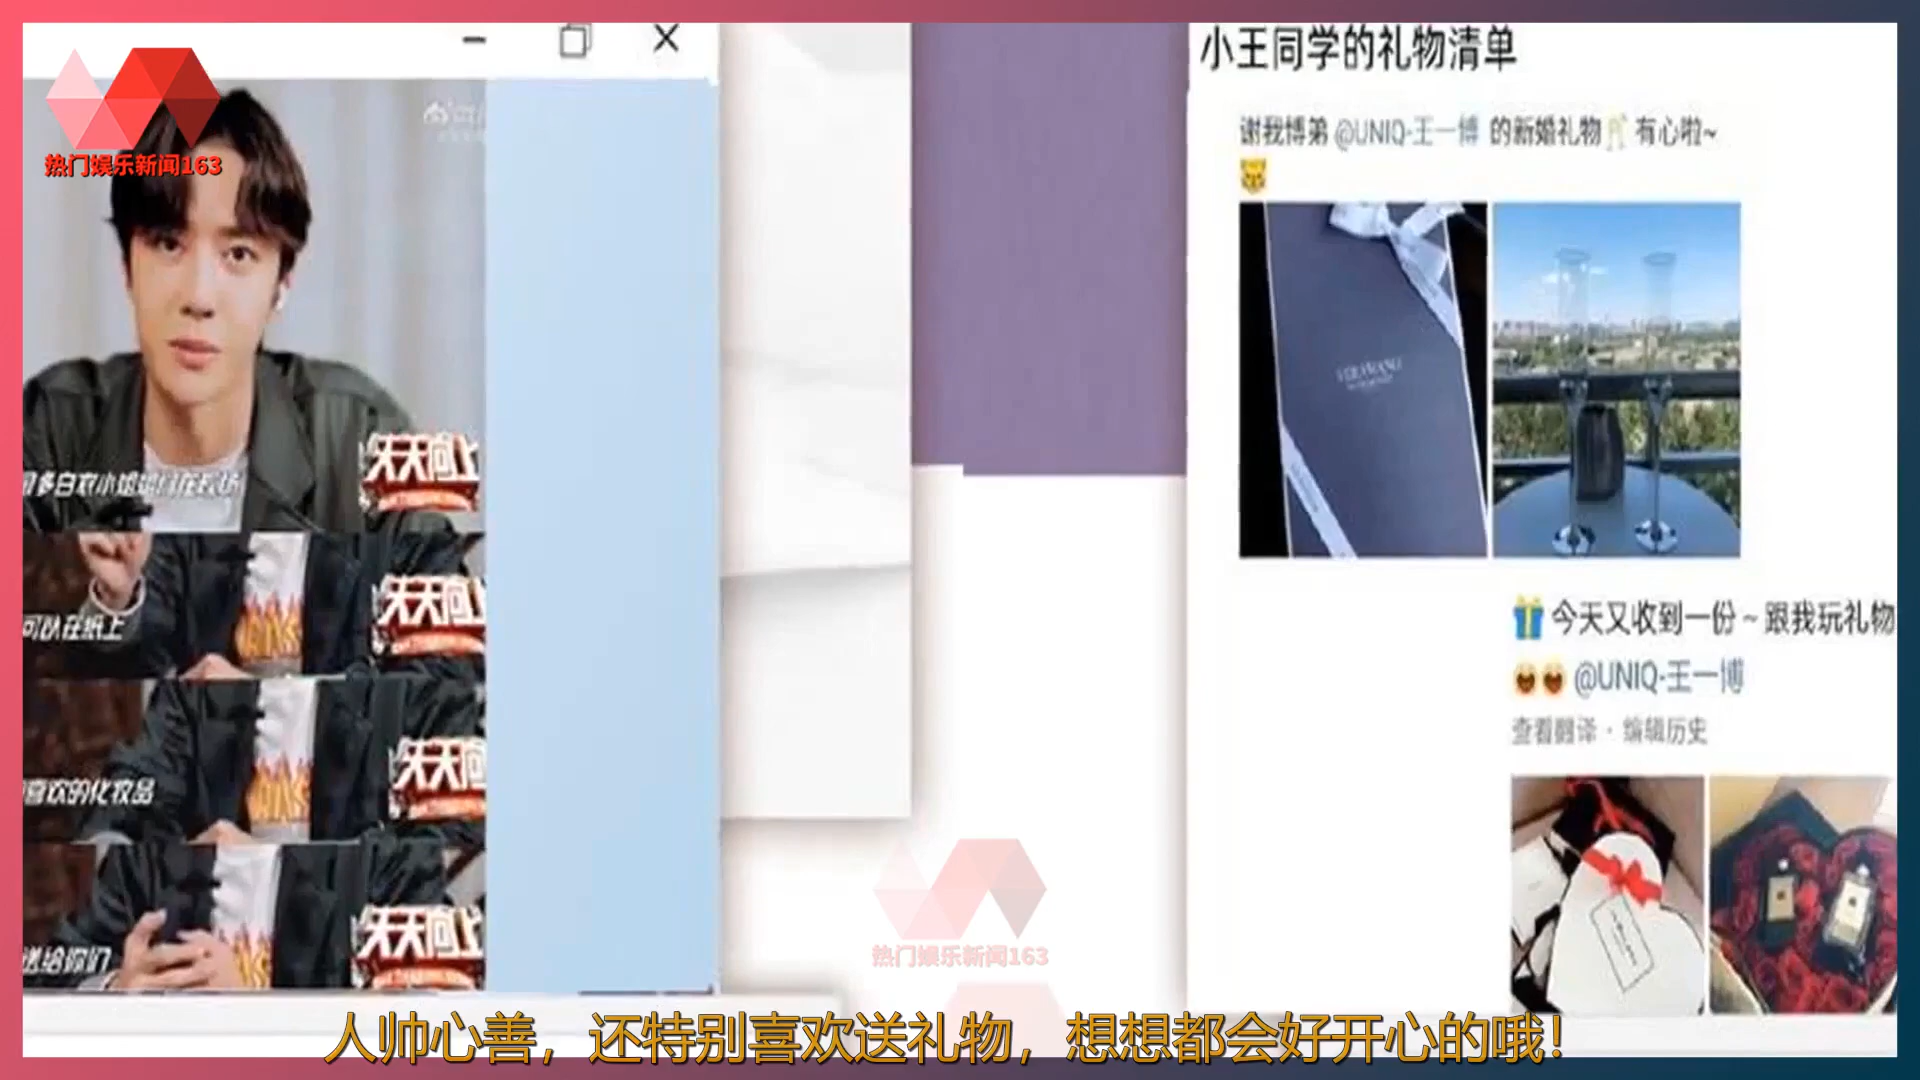 热门娱乐新闻163
天天向上
可以在纸上
天天向上
喜欢的化妆品
天天向上
送给你们
天天向上
小王同学的礼物清单
谢我博弟 @UNIQ-王一博 的新婚礼物🥂 有心啦~
😼
VERAWANG
🎁 今天又收到一份~跟我玩礼物
@UNIQ-王一博
查看翻译 · 编辑历史
热门娱乐新闻163
人帅心善，还特别喜欢送礼物，想想都会好开心的哦！